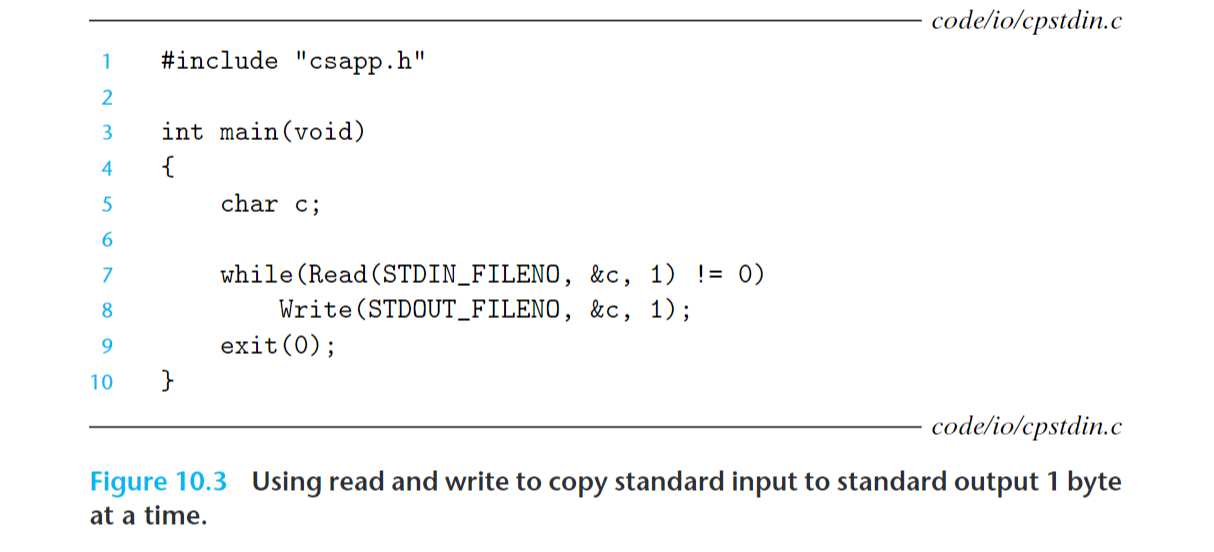 code/io/cpstdin.c
1 #include "csapp.h"
2
3 int main(void)
4 {
5     char c;
6
7     while(Read(STDIN_FILENO, &c, 1) != 0)
8         Write(STDOUT_FILENO, &c, 1);
9     exit(0);
10 }
code/io/cpstdin.c
Figure 10.3 Using read and write to copy standard input to standard output 1 byte
at a time.